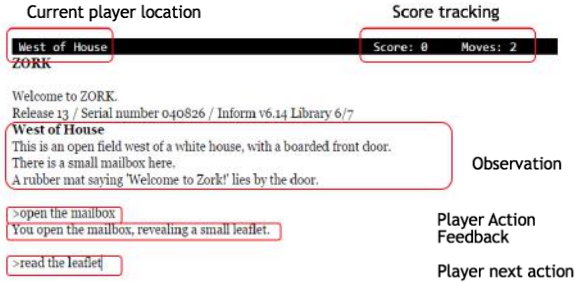 Current player location Score tracking
West of House Score: 0 Moves: 2
ZORK
Welcome to ZORK.
Release 13 / Serial number 040826 / Inform v6.14 Library 6/7
West of House
This is an open field west of a white house, with a boarded front door.
There is a small mailbox here.
A rubber mat saying 'Welcome to Zork!' lies by the door.
Observation
>open the mailbox
You open the mailbox, revealing a small leaflet.
Player Action
Feedback
>read the leaflet
Player next action